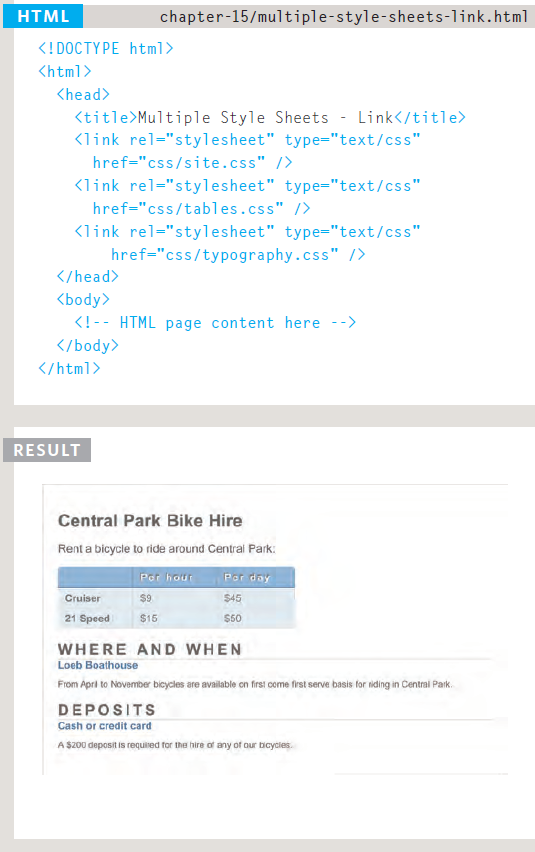 HTML
chapter-15/multiple-style-sheets-link.html
<!DOCTYPE html>
<html>
<head>
<title>Multiple Style Sheets - Link</title>
<link rel="stylesheet" type="text/css"
href="css/site.css" />
<link rel="stylesheet" type="text/css"
href="css/tables.css" />
<link rel="stylesheet" type="text/css"
href="css/typography.css" />
</head>
<body>
<!-- HTML page content here -->
</body>
</html>
RESULT
Central Park Bike Hire
Rent a bicycle to ride around Central Park:
Per hour Per day
Cruiser $9 $45
21 Speed $15 $50
WHERE AND WHEN
Loeb Boathouse
From April to November bicycles are available on first come first serve basis for riding in Central Park.
DEPOSITS
Cash or credit card
A $200 deposit is required for the hire of any of our bicycles.